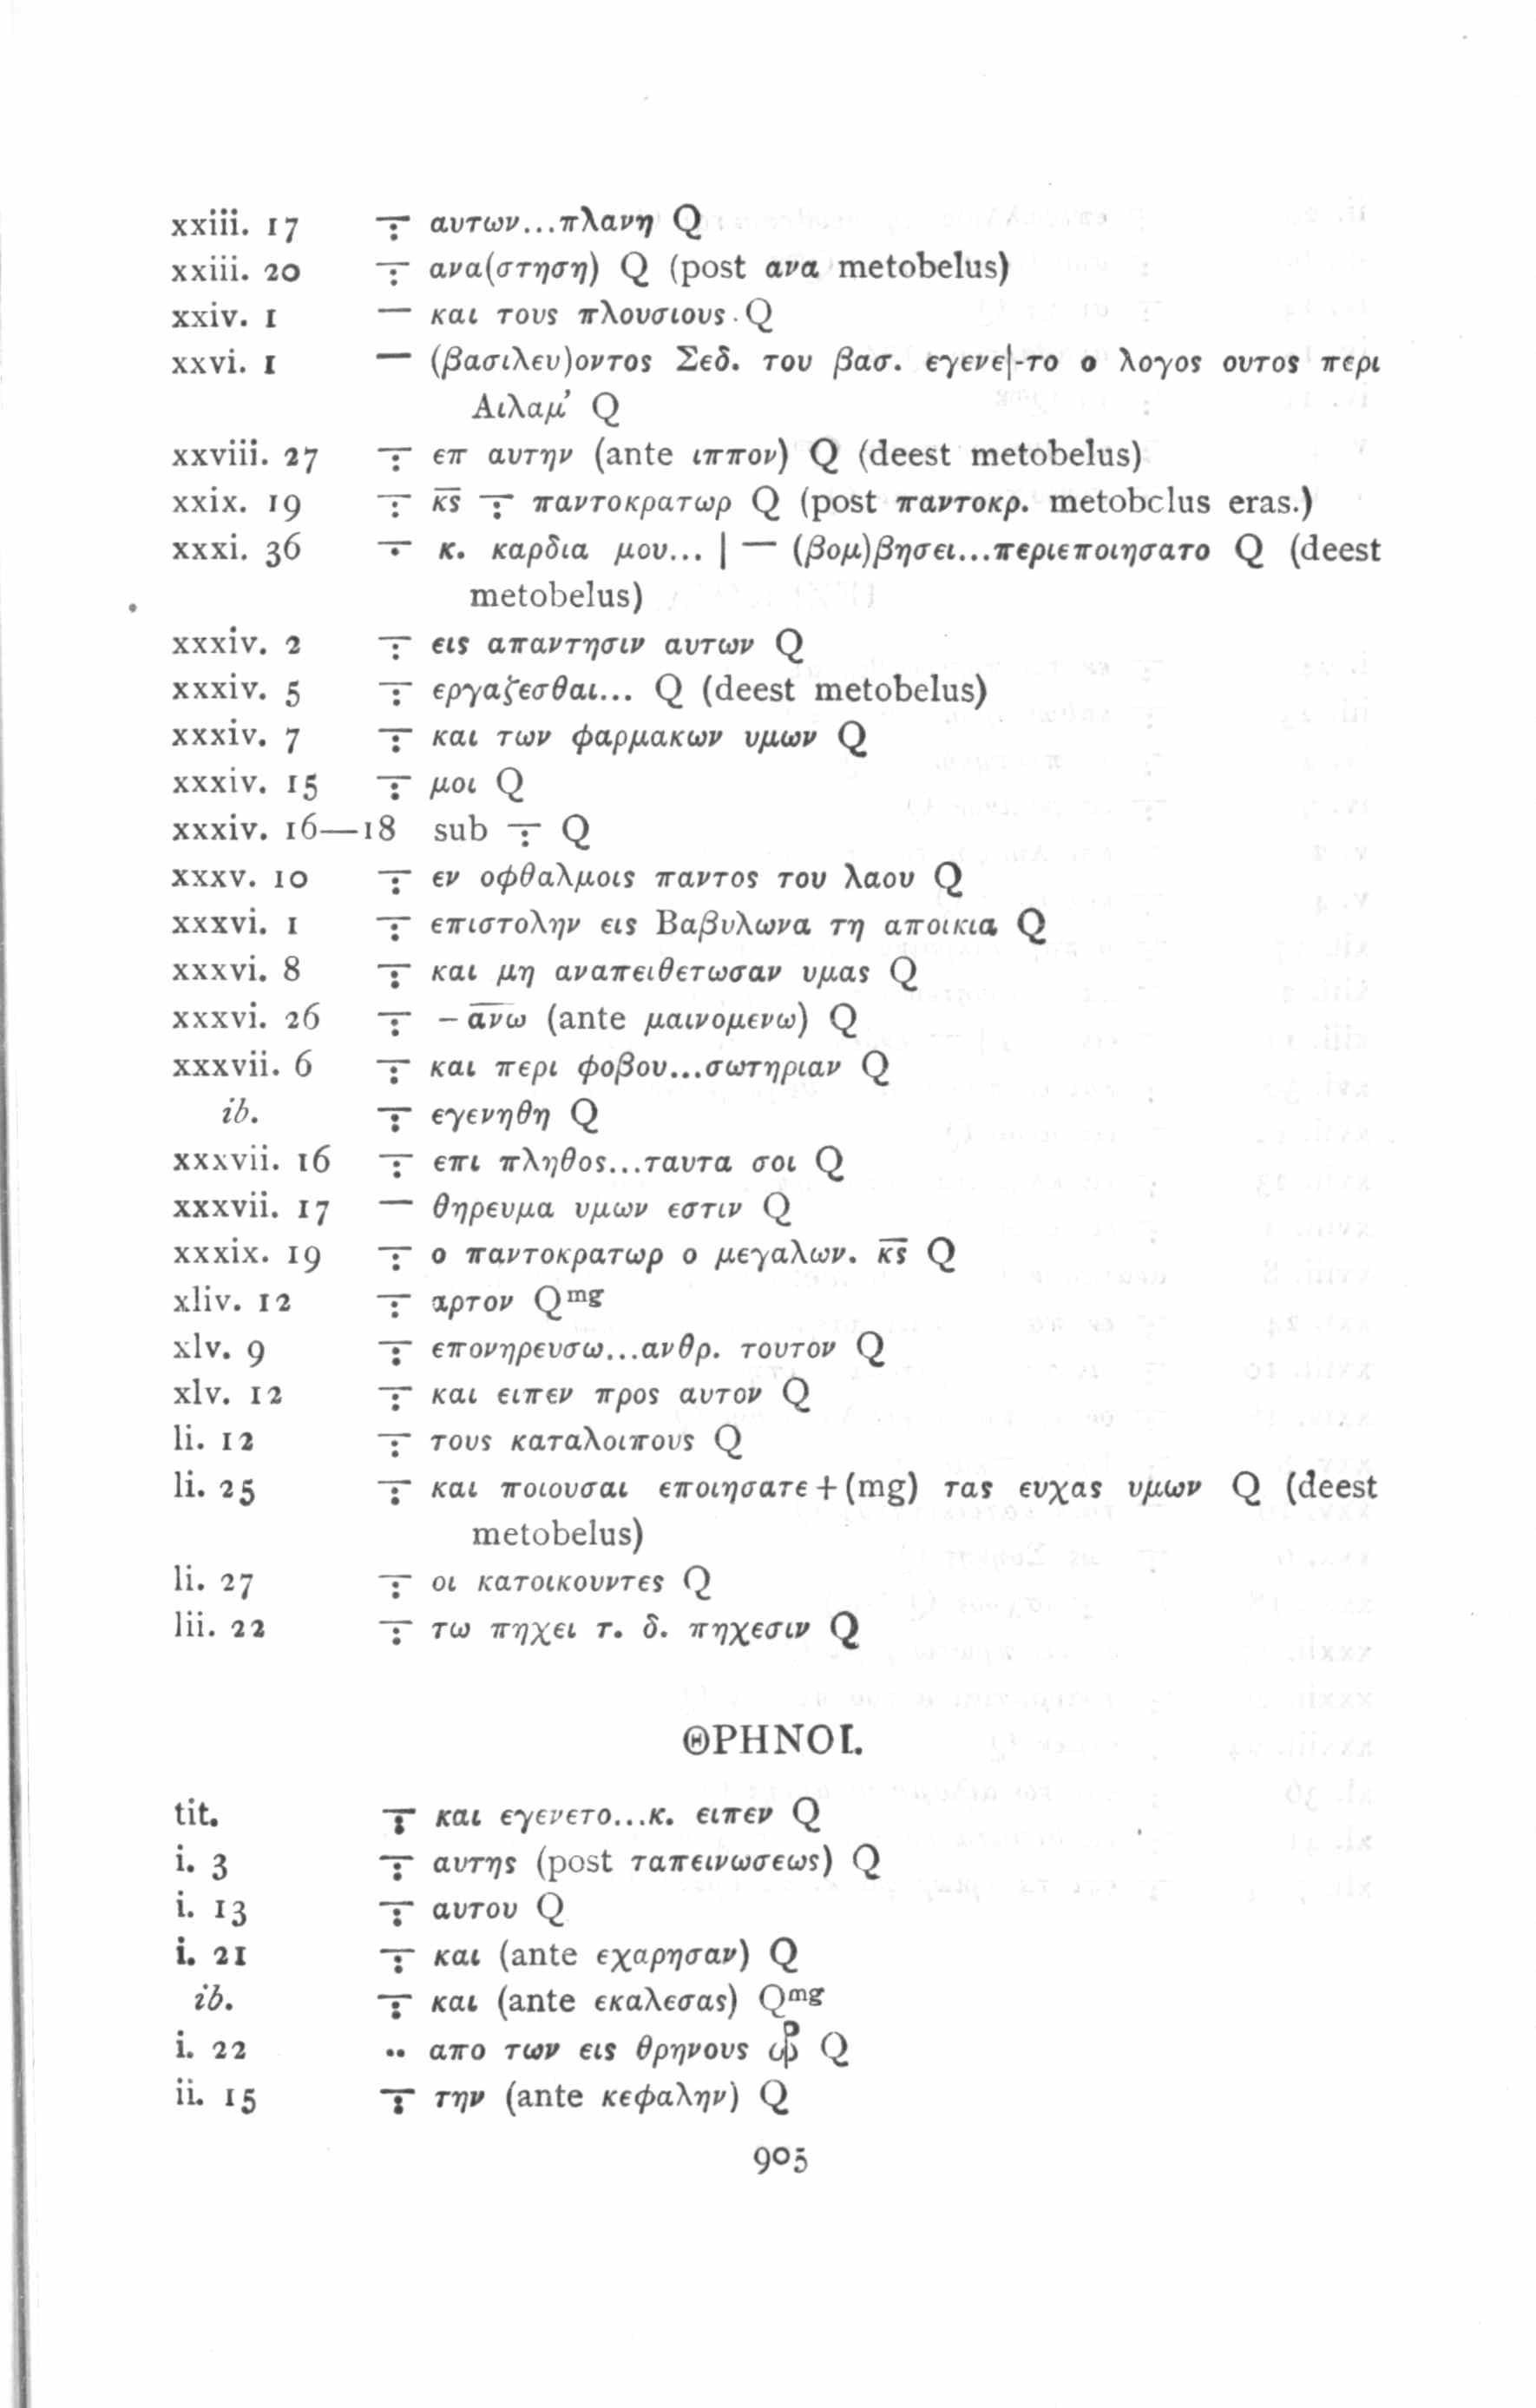 xxiii. 17 ⨪ αυτων...πλανη Q
xxiii. 20 ⨪ ανα(στηση) Q (post ανα metobelus)
xxiv. 1 — και τους πλουσιους Q
xxvi. 1 — (βασιλευ)οντος Σεδ. του βασ. εγενε|-το ο λογος ουτος περι
Αιλαμ’ Q
xxviii. 27 ⨪ επ αυτην (ante ιππον) Q (deest metobelus)
xxix. 19 ⨪ κ̅ς̅ ⨪ παντοκρατωρ Q (post παντοκρ. metobelus eras.)
xxxi. 36 ⨪ κ. καρδια μου... | — (βομ)βησει...περιεποιησατο Q (deest
metobelus)
xxxiv. 2 ⨪ εις απαντησιν αυτων Q
xxxiv. 5 ⨪ εργαζεσθαι... Q (deest metobelus)
xxxiv. 7 ⨪ και των φαρμακων υμων Q
xxxiv. 15 ⨪ μοι Q
xxxiv. 16—18 sub ⨪ Q
xxxv. 10 ⨪ εν οφθαλμοις παντος του λαου Q
xxxvi. 1 ⨪ επιστολην εις Βαβυλωνα τη αποικια Q
xxxvi. 8 ⨪ και μη αναπειθετωσαν υμας Q
xxxvi. 26 ⨪ – α̅ν̅ω (ante μαινομενω) Q
xxxvii. 6 ⨪ και περι φοβου...σωτηριαν Q
ib. ⨪ εγενηθη Q
xxxvii. 16 ⨪ επι πληθος...ταυτα σοι Q
xxxvii. 17 — θηρευμα υμων εστιν Q
xxxix. 19 ⨪ ο παντοκρατωρ ο μεγαλων. κ̅ς̅ Q
xliv. 12 ⨪ αρτον Qmg
xlv. 9 ⨪ επονηρευσω...ανθρ. τουτον Q
xlv. 12 ⨪ και ειπεν προς αυτον Q
li. 12 ⨪ τους καταλοιπους Q
li. 25 ⨪ και ποιουσαι εποιησατε + (mg) τας ευχας υμων Q (deest
metobelus)
li. 27 ⨪ οι κατοικουντες Q
lii. 22 ⨪ τω πηχει τ. δ. πηχεσιν Q
ΘΡΗΝΟΙ.
tit. ⨪ και εγενετο...κ. ειπεν Q
i. 3 ⨪ αυτης (post ταπεινωσεως) Q
i. 13 ⨪ αυτου Q
i. 21 ⨪ και (ante εχαρησαν) Q
ib. ⨪ και (ante εκαλεσας) Qmg
i. 22 •• απο των εις θρηνους Q
ii. 15 ⨪ την (ante κεφαλην) Q
905